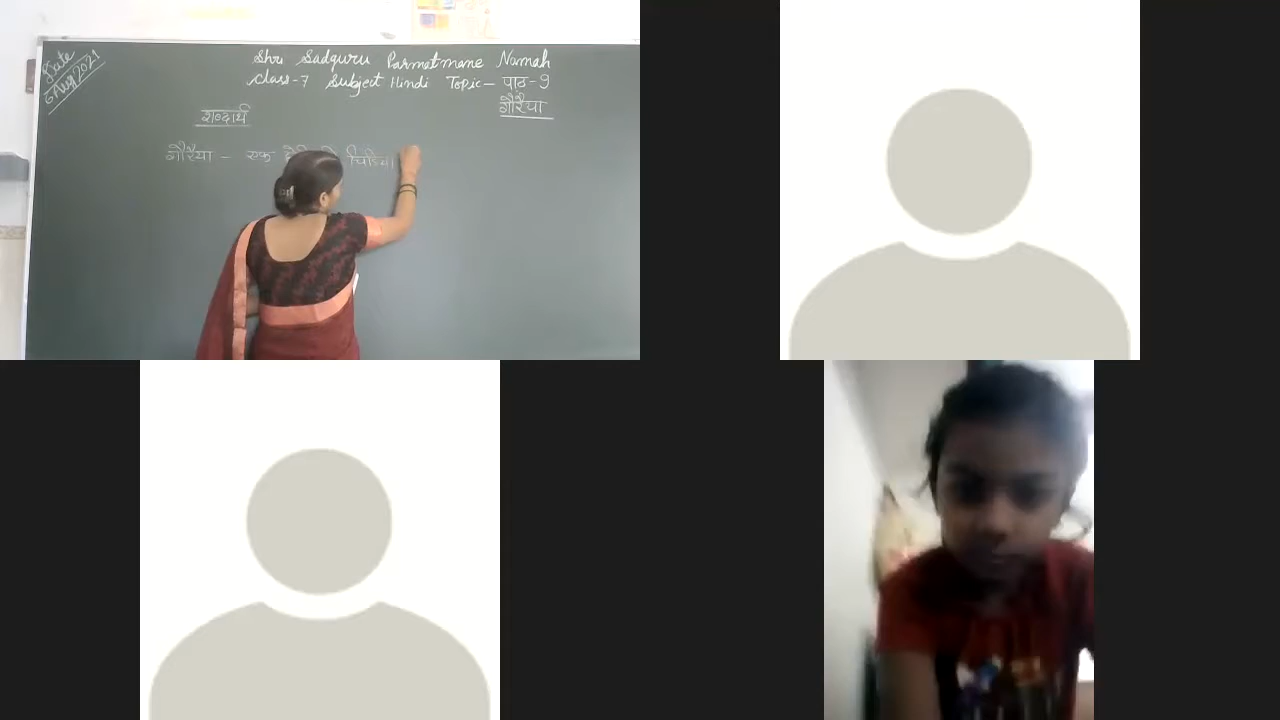 Date
6 Aug 2021
Shri Sadguru Parmatmane Namah
Class-7 Subject Hindi Topic- पाठ-9
गौरैया
शब्दार्थ
गौरैया - एक चिड़िया